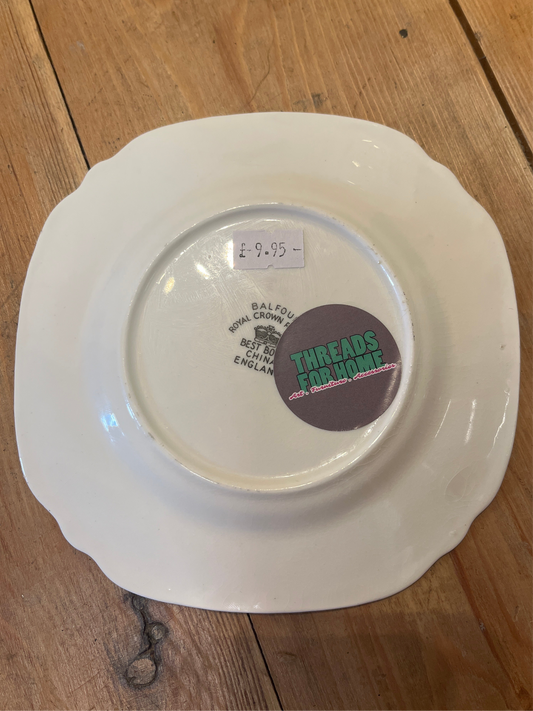 £-9.95-
BALFOU
ROYAL CROWN
BEST BO
CHINA
ENGLAN
THREADS
FOR HOME
Art . Furniture . Accessories